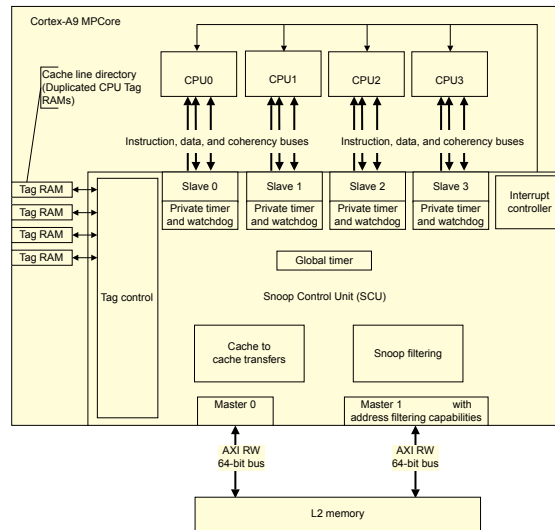 Cortex-A9 MPCore
Cache line directory
(Duplicated CPU Tag
RAMs)
CPU0
CPU1
CPU2
CPU3
Instruction, data, and coherency buses
Instruction, data, and coherency buses
Tag RAM
Tag RAM
Tag RAM
Tag RAM
Slave 0
Private timer
and watchdog
Slave 1
Private timer
and watchdog
Slave 2
Private timer
and watchdog
Slave 3
Private timer
and watchdog
Interrupt
controller
Global timer
Tag control
Snoop Control Unit (SCU)
Cache to
cache transfers
Snoop filtering
Master 0
Master 1 with
address filtering capabilities
AXI RW
64-bit bus
AXI RW
64-bit bus
L2 memory